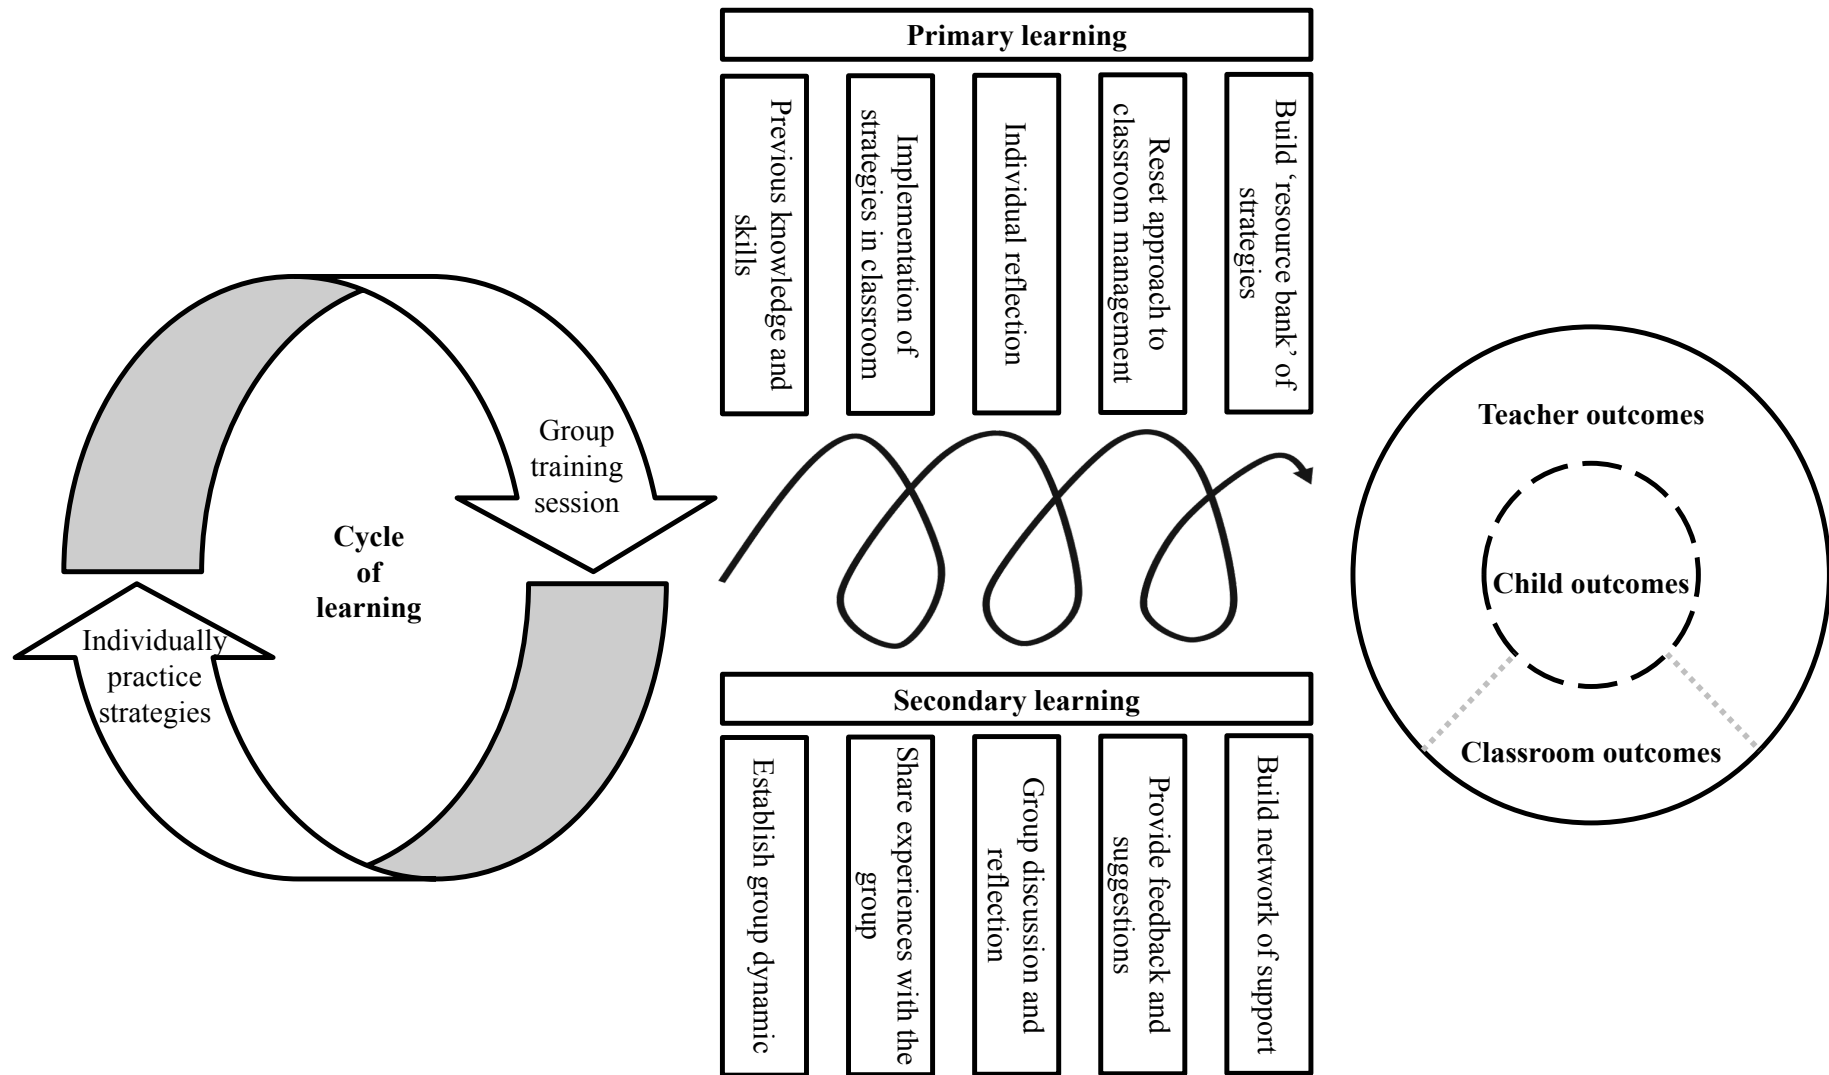 Primary learning
Previous knowledge and
skills
Implementation of
strategies in classroom
Individual reflection
Reset approach to
classroom management
Build ‘resource bank’ of
strategies
Group
training
session
Cycle
of
learning
Individually
practice
strategies
Secondary learning
Establish group dynamic
Share experiences with the
group
Group discussion and
reflection
Provide feedback and
suggestions
Build network of support
Teacher outcomes
Child outcomes
Classroom outcomes